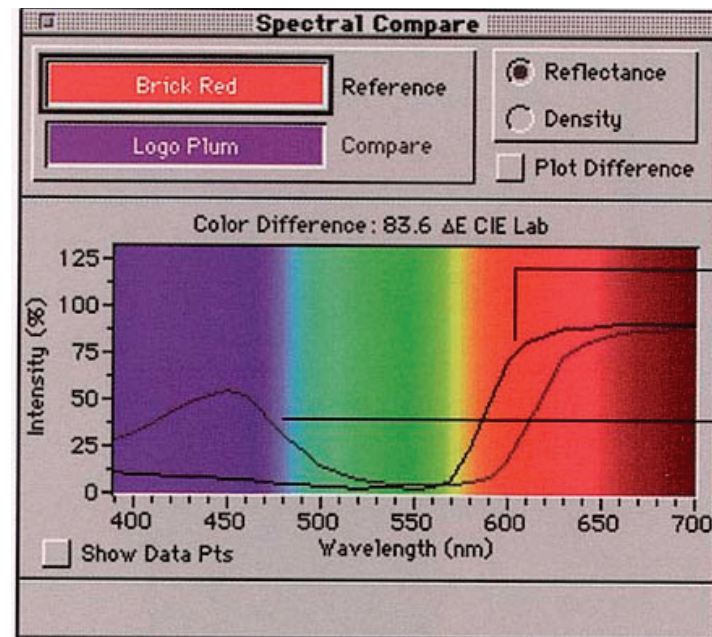 Spectral Compare
Brick Red Reference
Logo Plum Compare
Reflectance
Density
Plot Difference
Color Difference: 83.6 ΔE CIE Lab
Intensity (%)
125
100
75
50
25
0
400 450 500 550 600 650 700
Wavelength (nm)
Show Data Pts